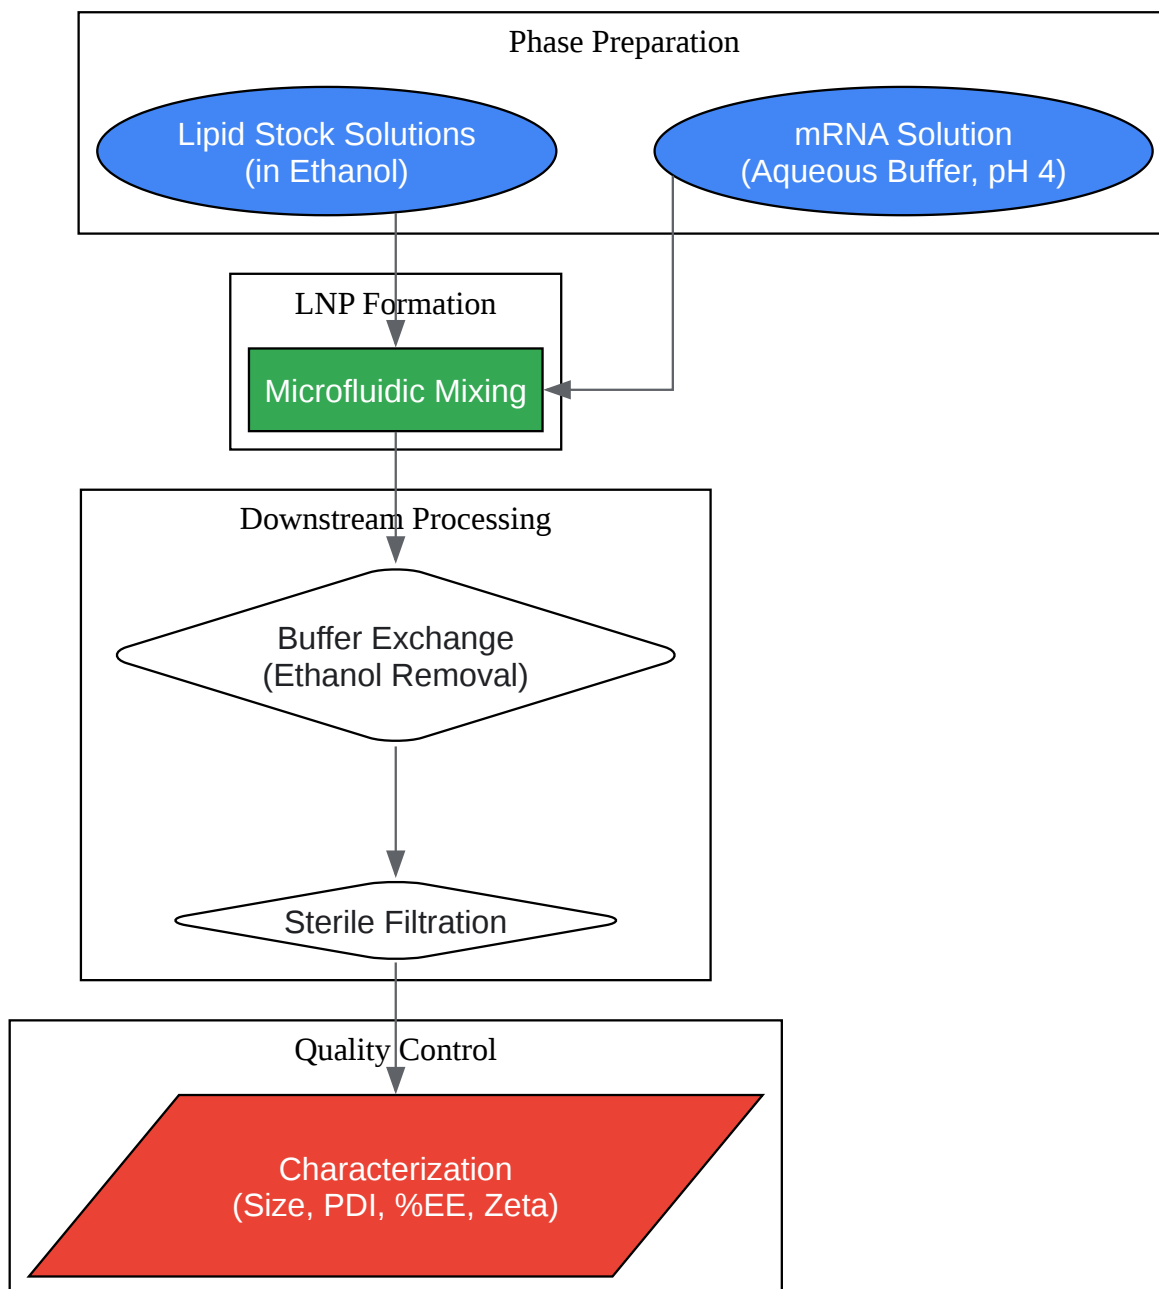 Phase Preparation
Lipid Stock Solutions
(in Ethanol)
mRNA Solution
(Aqueous Buffer, pH 4)
LNP Formation
Microfluidic Mixing
Downstream Processing
Buffer Exchange
(Ethanol Removal)
Sterile Filtration
Quality Control
Characterization
(Size, PDI, %EE, Zeta)